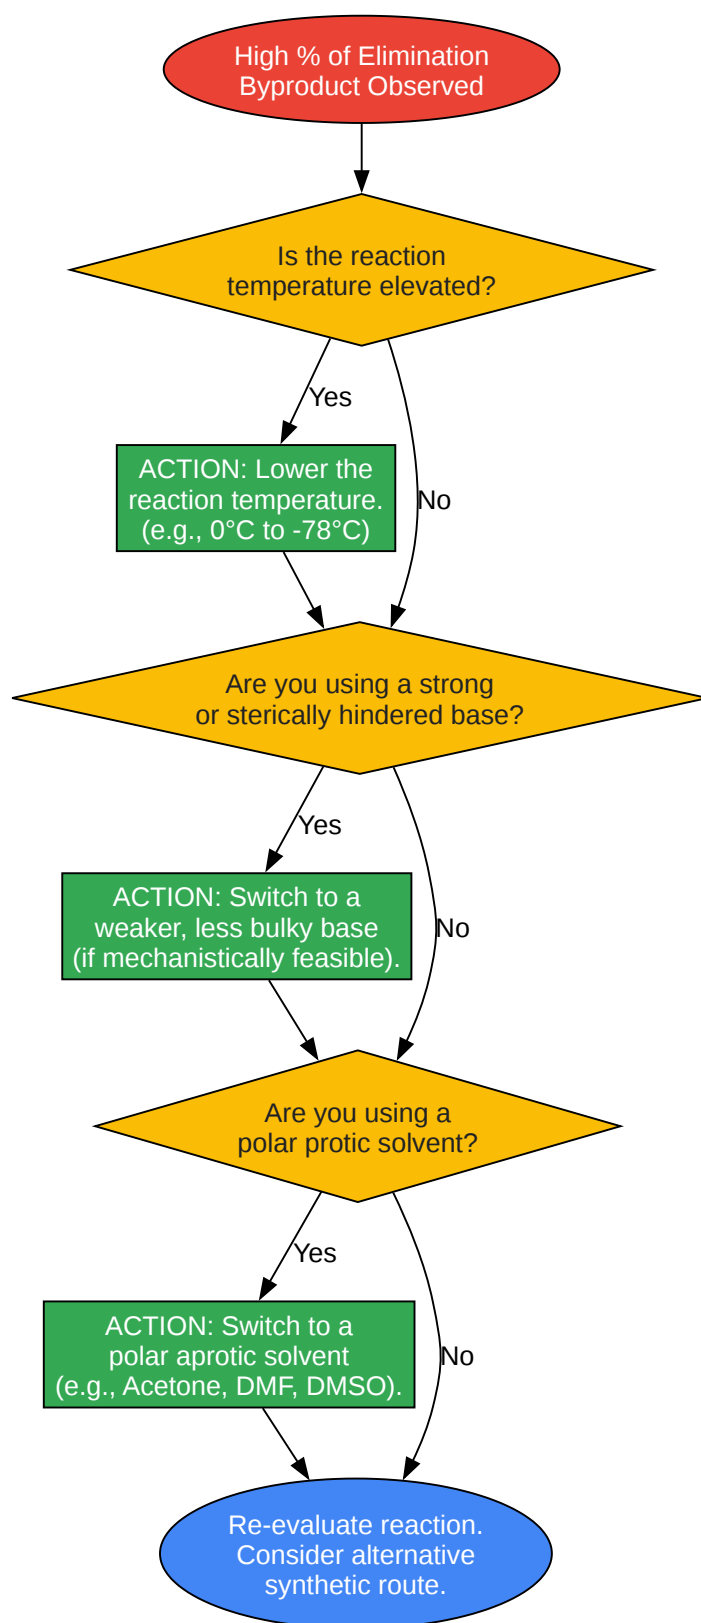 High % of Elimination
Byproduct Observed
Is the reaction
temperature elevated?
Yes
ACTION: Lower the
reaction temperature.
(e.g., 0°C to -78°C)
No
Are you using a strong
or sterically hindered base?
Yes
ACTION: Switch to a
weaker, less bulky base
(if mechanistically feasible).
No
Are you using a
polar protic solvent?
Yes
ACTION: Switch to a
polar aprotic solvent
(e.g., Acetone, DMF, DMSO).
No
Re-evaluate reaction.
Consider alternative
synthetic route.